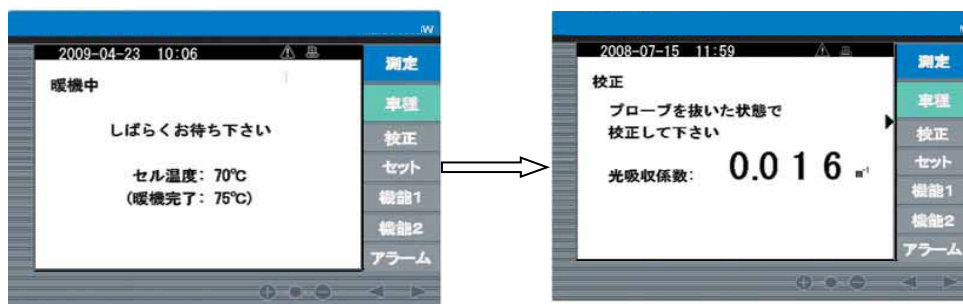 W
2009-04-23 10:06
暖機中
しばらくお待ち下さい
セル温度: 70℃
(暖機完了: 75℃)
測定
車種
校正
セット
機能1
機能2
アラーム
2008-07-15 11:59
校正
プローブを抜いた状態で
校正して下さい
光吸収係数: 0.016 m⁻¹
測定
車種
校正
セット
機能1
機能2
アラーム